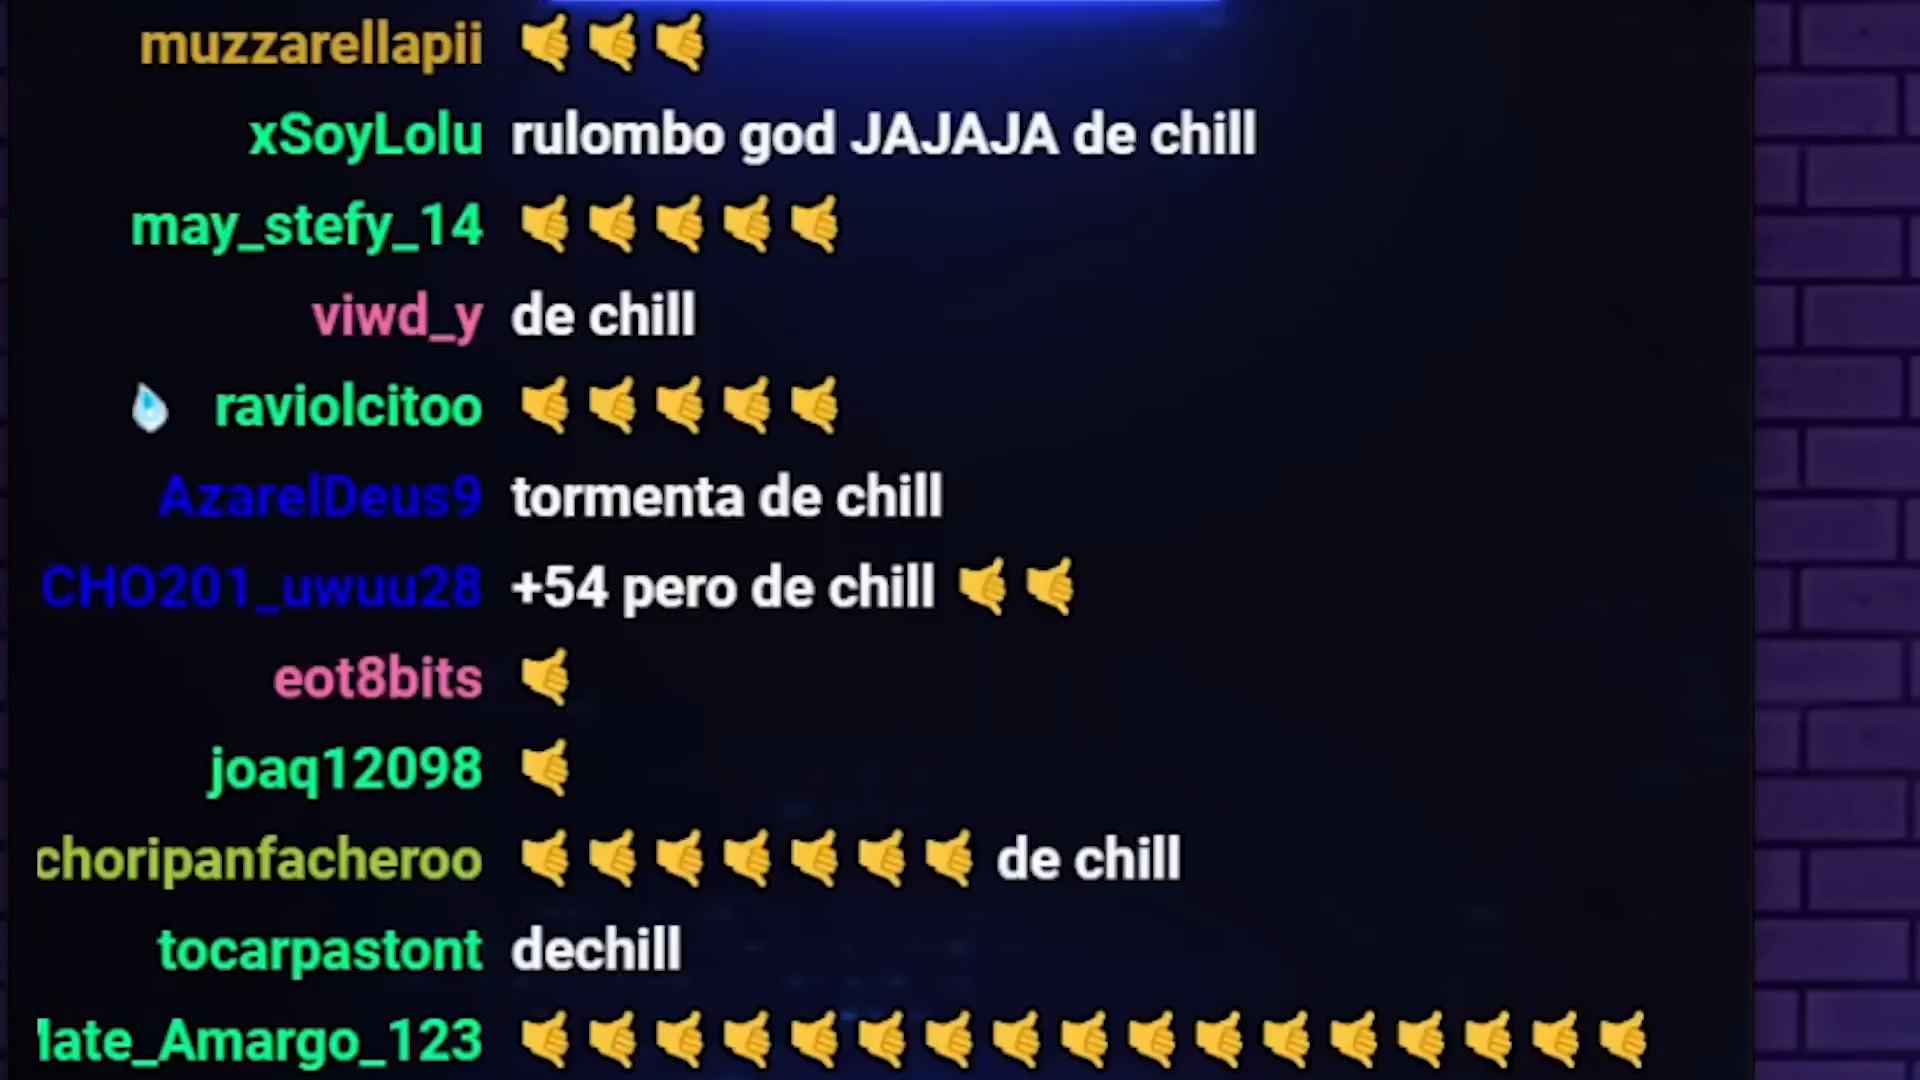 muzzarellapii 🤙🤙🤙
xSoyLolu rulombo god JAJAJA de chill
may_stefy_14 🤙🤙🤙🤙🤙
viwd_y de chill
raviolcitoo 🤙🤙🤙🤙🤙
AzarelDeus9 tormenta de chill
CHO201_uwuu28 +54 pero de chill 🤙🤙
eot8bits 🤙
joaq12098 🤙
choripanfacheroo 🤙🤙🤙🤙🤙🤙🤙 de chill
tocarpastont dechill
late_Amargo_123 🤙🤙🤙🤙🤙🤙🤙🤙🤙🤙🤙🤙🤙🤙🤙🤙🤙